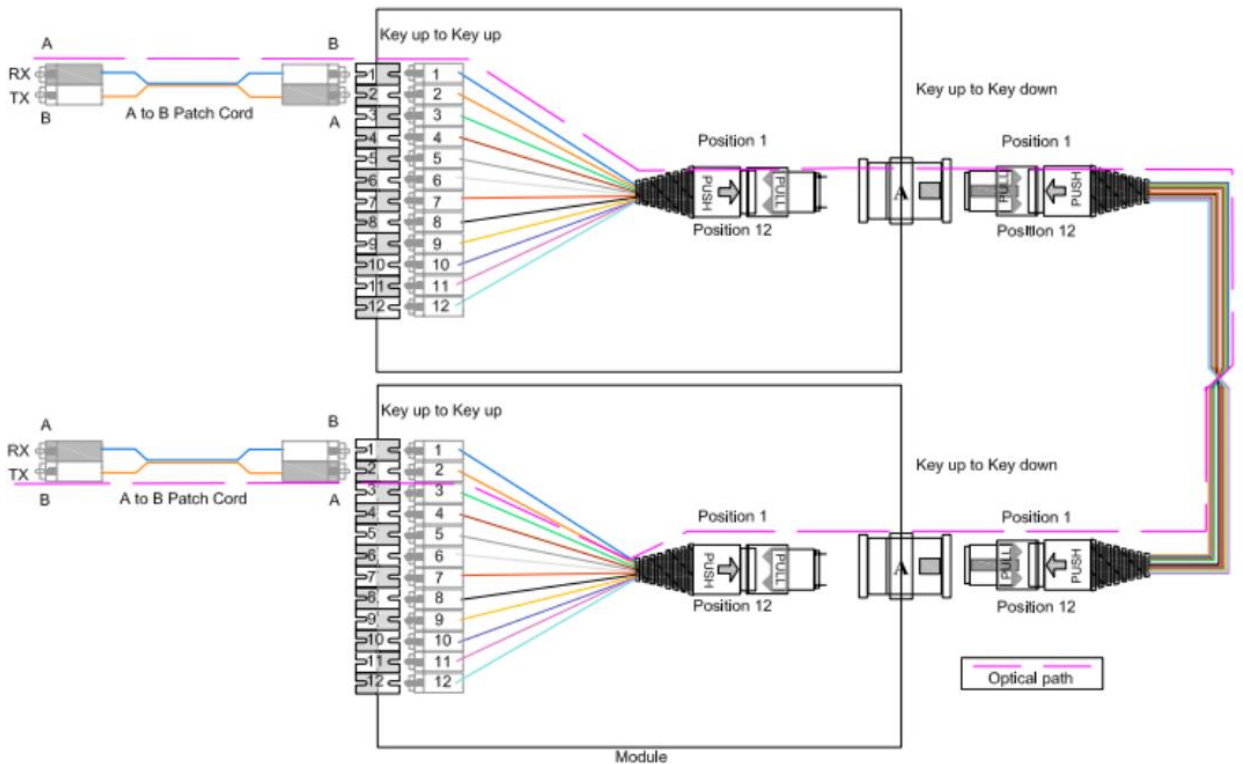 A
B
Key up to Key up
RX
TX
B
A to B Patch Cord
A
1 1
2 2
3 3
4 4
5 5
6 6
7 7
8 8
9 9
10 10
11 11
12 12
Position 1
PUSH
PULL
Position 12
Key up to Key down
A
Position 1
PULL
PUSH
Position 12
A
B
Key up to Key up
RX
TX
B
A to B Patch Cord
A
1 1
2 2
3 3
4 4
5 5
6 6
7 7
8 8
9 9
10 10
11 11
12 12
Position 1
PUSH
PULL
Position 12
Key up to Key down
A
Position 1
PULL
PUSH
Position 12
Optical path
Module